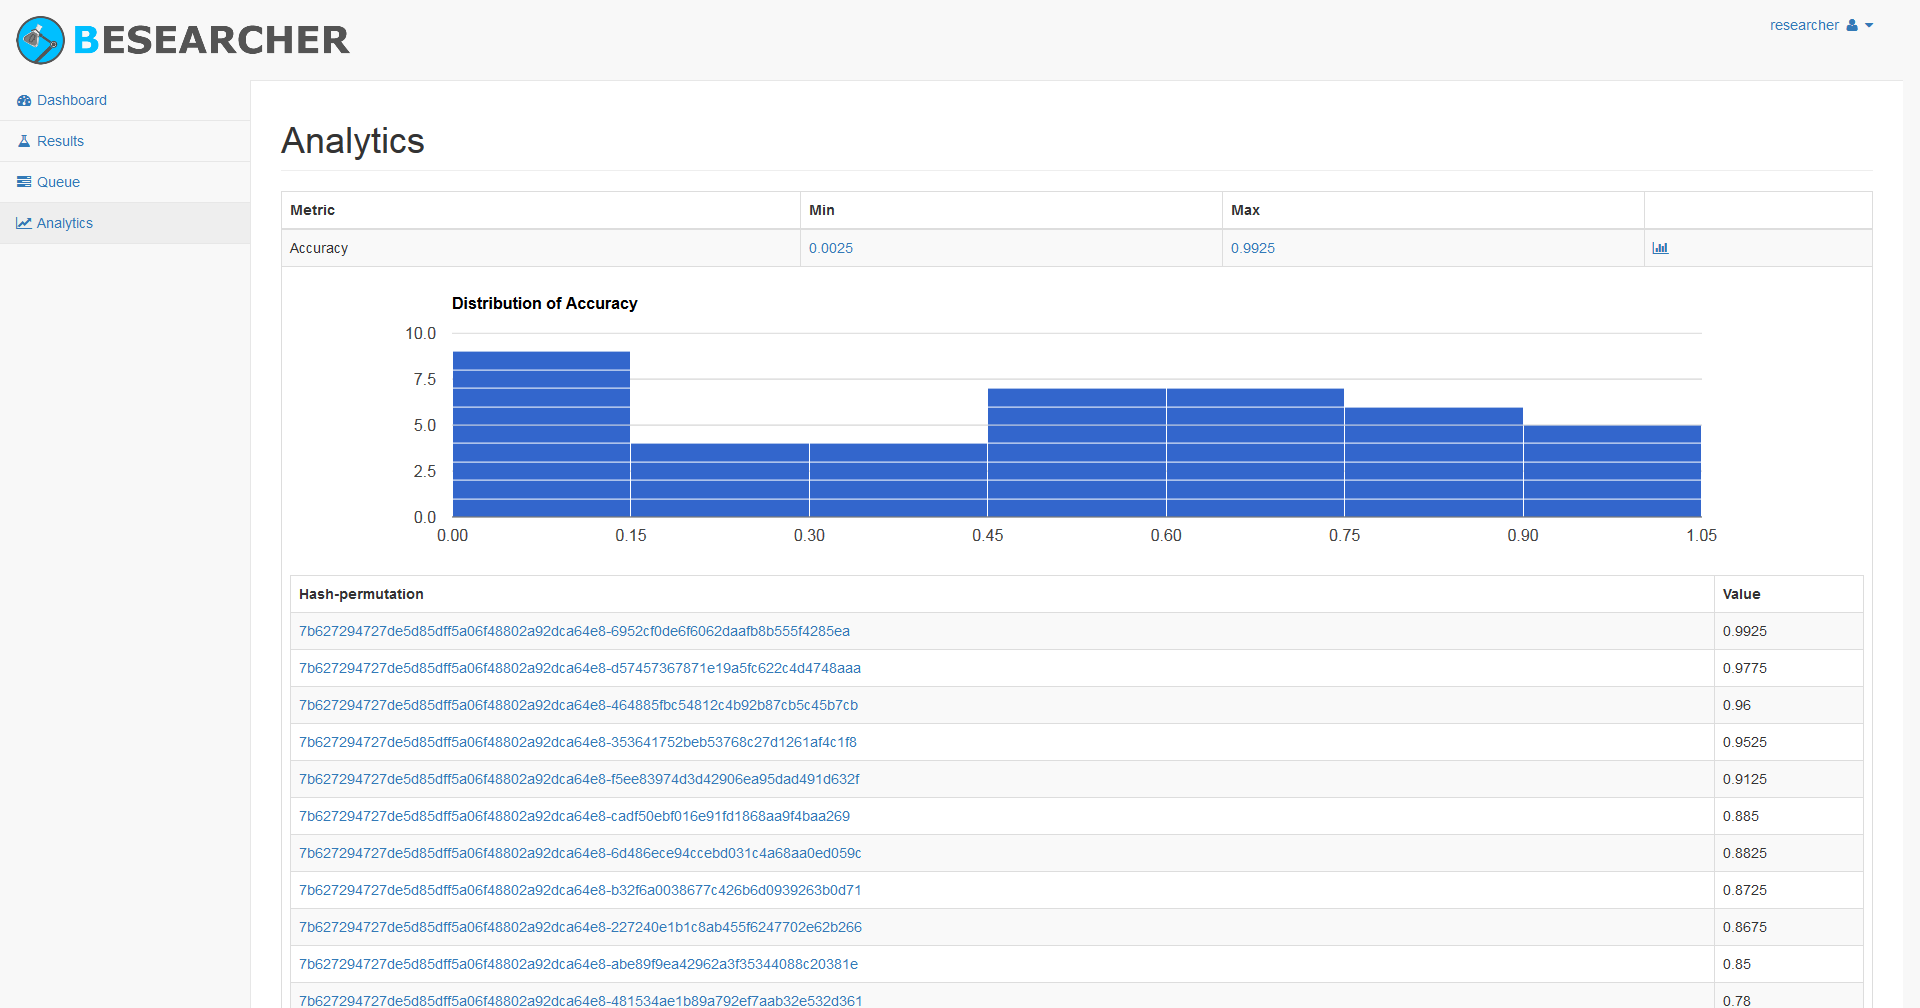 BESEARCHER
researcher
Dashboard
Results
Queue
Analytics
Analytics
Metric Min Max
Accuracy 0.0025 0.9925
Distribution of Accuracy
10.0
7.5
5.0
2.5
0.0
0.00 0.15 0.30 0.45 0.60 0.75 0.90 1.05
Hash-permutation Value
7b627294727de5d85dff5a06f48802a92dca64e8-6952cf0de6f6062daafb8b555f4285ea 0.9925
7b627294727de5d85dff5a06f48802a92dca64e8-d57457367871e19a5fc622c4d4748aaa 0.9775
7b627294727de5d85dff5a06f48802a92dca64e8-464885fbc54812c4b92b87cb5c45b7cb 0.96
7b627294727de5d85dff5a06f48802a92dca64e8-353641752beb53768c27d1261af4c1f8 0.9525
7b627294727de5d85dff5a06f48802a92dca64e8-f5ee83974d3d42906ea95dad491d632f 0.9125
7b627294727de5d85dff5a06f48802a92dca64e8-cadf50ebf016e91fd1868aa9f4baa269 0.885
7b627294727de5d85dff5a06f48802a92dca64e8-6d486ece94ccebd031c4a68aa0ed059c 0.8825
7b627294727de5d85dff5a06f48802a92dca64e8-b32f6a0038677c426b6d0939263b0d71 0.8725
7b627294727de5d85dff5a06f48802a92dca64e8-227240e1b1c8ab455f6247702e62b266 0.8675
7b627294727de5d85dff5a06f48802a92dca64e8-abe89f9ea42962a3f35344088c20381e 0.85
7b627294727de5d85dff5a06f48802a92dca64e8-481534ae1b89a792ef7aab32e532d361 0.78